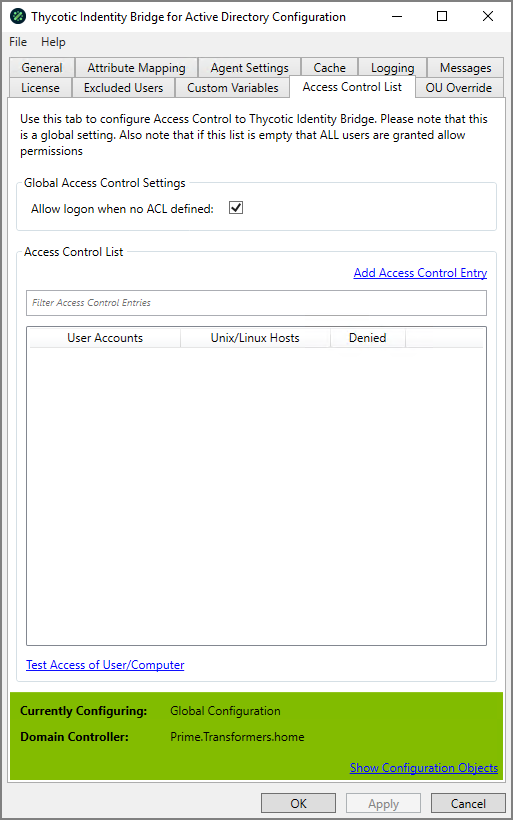 Thycotic Indentity Bridge for Active Directory Configuration
File Help
General Attribute Mapping Agent Settings Cache Logging Messages
License Excluded Users Custom Variables Access Control List OU Override
Use this tab to configure Access Control to Thycotic Identity Bridge. Please note that this
is a global setting. Also note that if this list is empty that ALL users are granted allow
permissions
Global Access Control Settings
Allow logon when no ACL defined:
Access Control List
Add Access Control Entry
Filter Access Control Entries
User Accounts Unix/Linux Hosts Denied
Test Access of User/Computer
Currently Configuring: Global Configuration
Domain Controller: Prime.Transformers.home
Show Configuration Objects
OK Apply Cancel